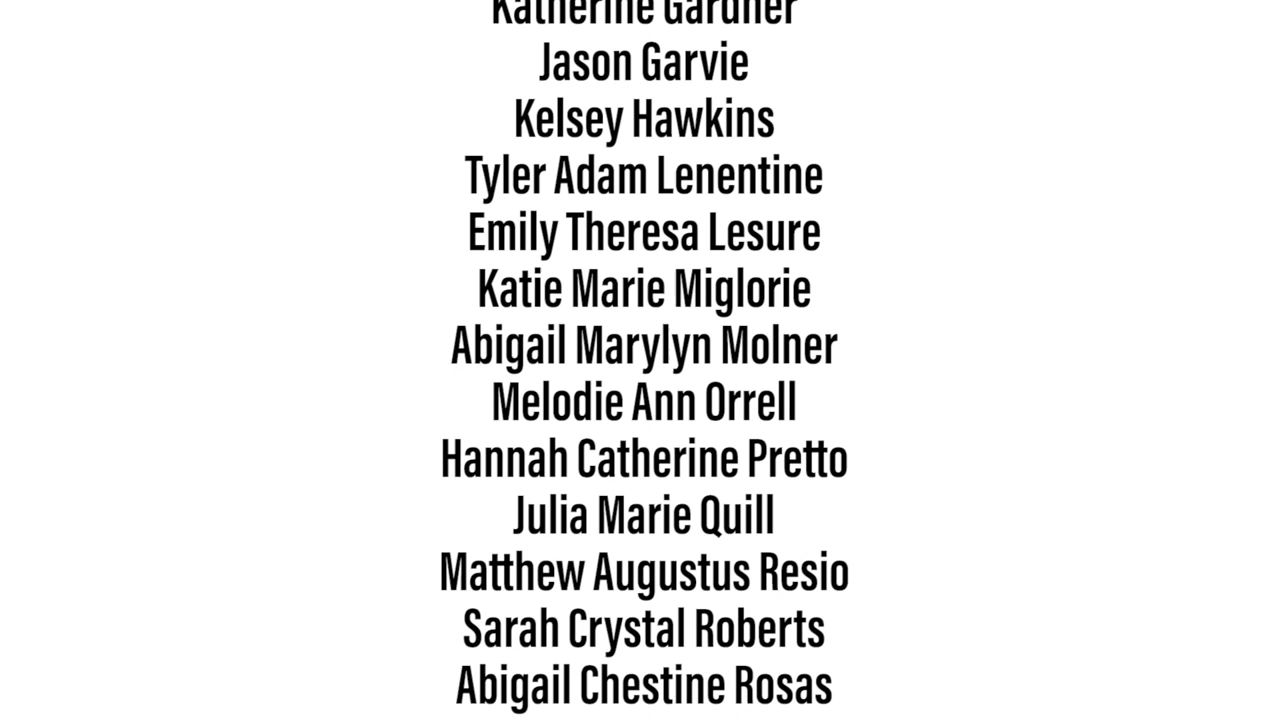 Katherine Gardner
Jason Garvie
Kelsey Hawkins
Tyler Adam Lenentine
Emily Theresa Lesure
Katie Marie Miglorie
Abigail Marylyn Molner
Melodie Ann Orrell
Hannah Catherine Pretto
Julia Marie Quill
Matthew Augustus Resio
Sarah Crystal Roberts
Abigail Chestine Rosas